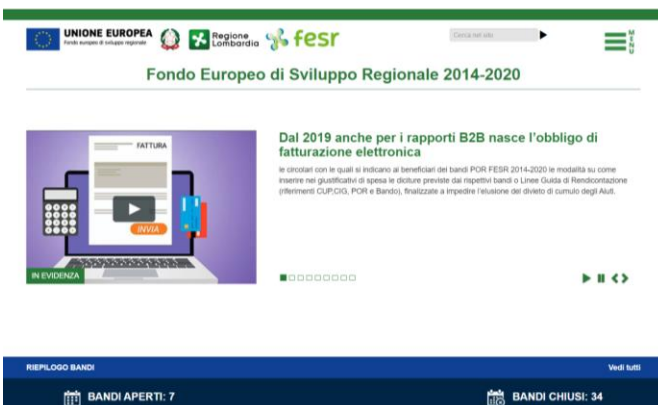 UNIONE EUROPEA
Fondo europeo di sviluppo regionale
Regione
Lombardia
fesr
Cerca nel sito
MENU
Fondo Europeo di Sviluppo Regionale 2014-2020
FATTURA
INVIA
IN EVIDENZA
Dal 2019 anche per i rapporti B2B nasce l'obbligo di
fatturazione elettronica
le circolari con le quali si indicano ai beneficiari dei bandi POR FESR 2014-2020 le modalità su come
inserire nei giustificativi di spesa le diciture previste dai rispettivi bandi o Linee Guida di Rendicontazione
(riferimenti CUP,CIG, POR e Bando), finalizzate a impedire l'elusione del divieto di cumulo degli Aiuti.
RIEPILOGO BANDI
Vedi tutti
BANDI APERTI: 7
BANDI CHIUSI: 34